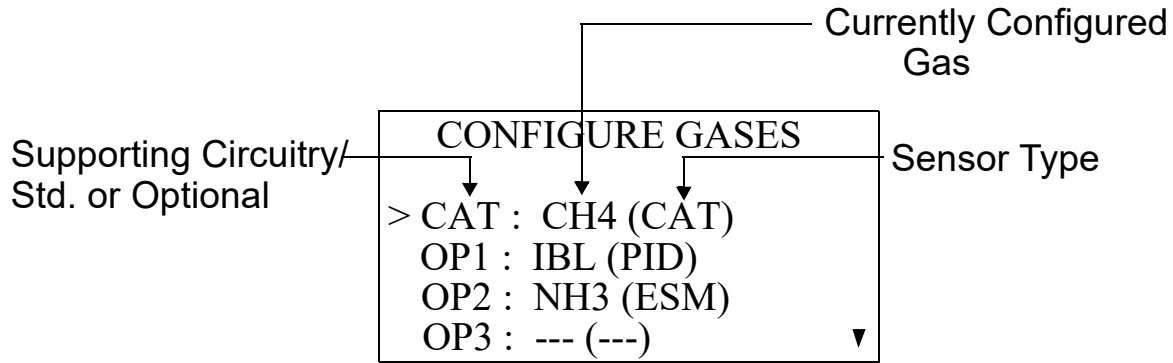 Currently Configured
Gas
Supporting Circuitry/
Std. or Optional
Sensor Type
CONFIGURE GASES
> CAT : CH4 (CAT)
OP1 : IBL (PID)
OP2 : NH3 (ESM)
OP3 : --- (---) ▼